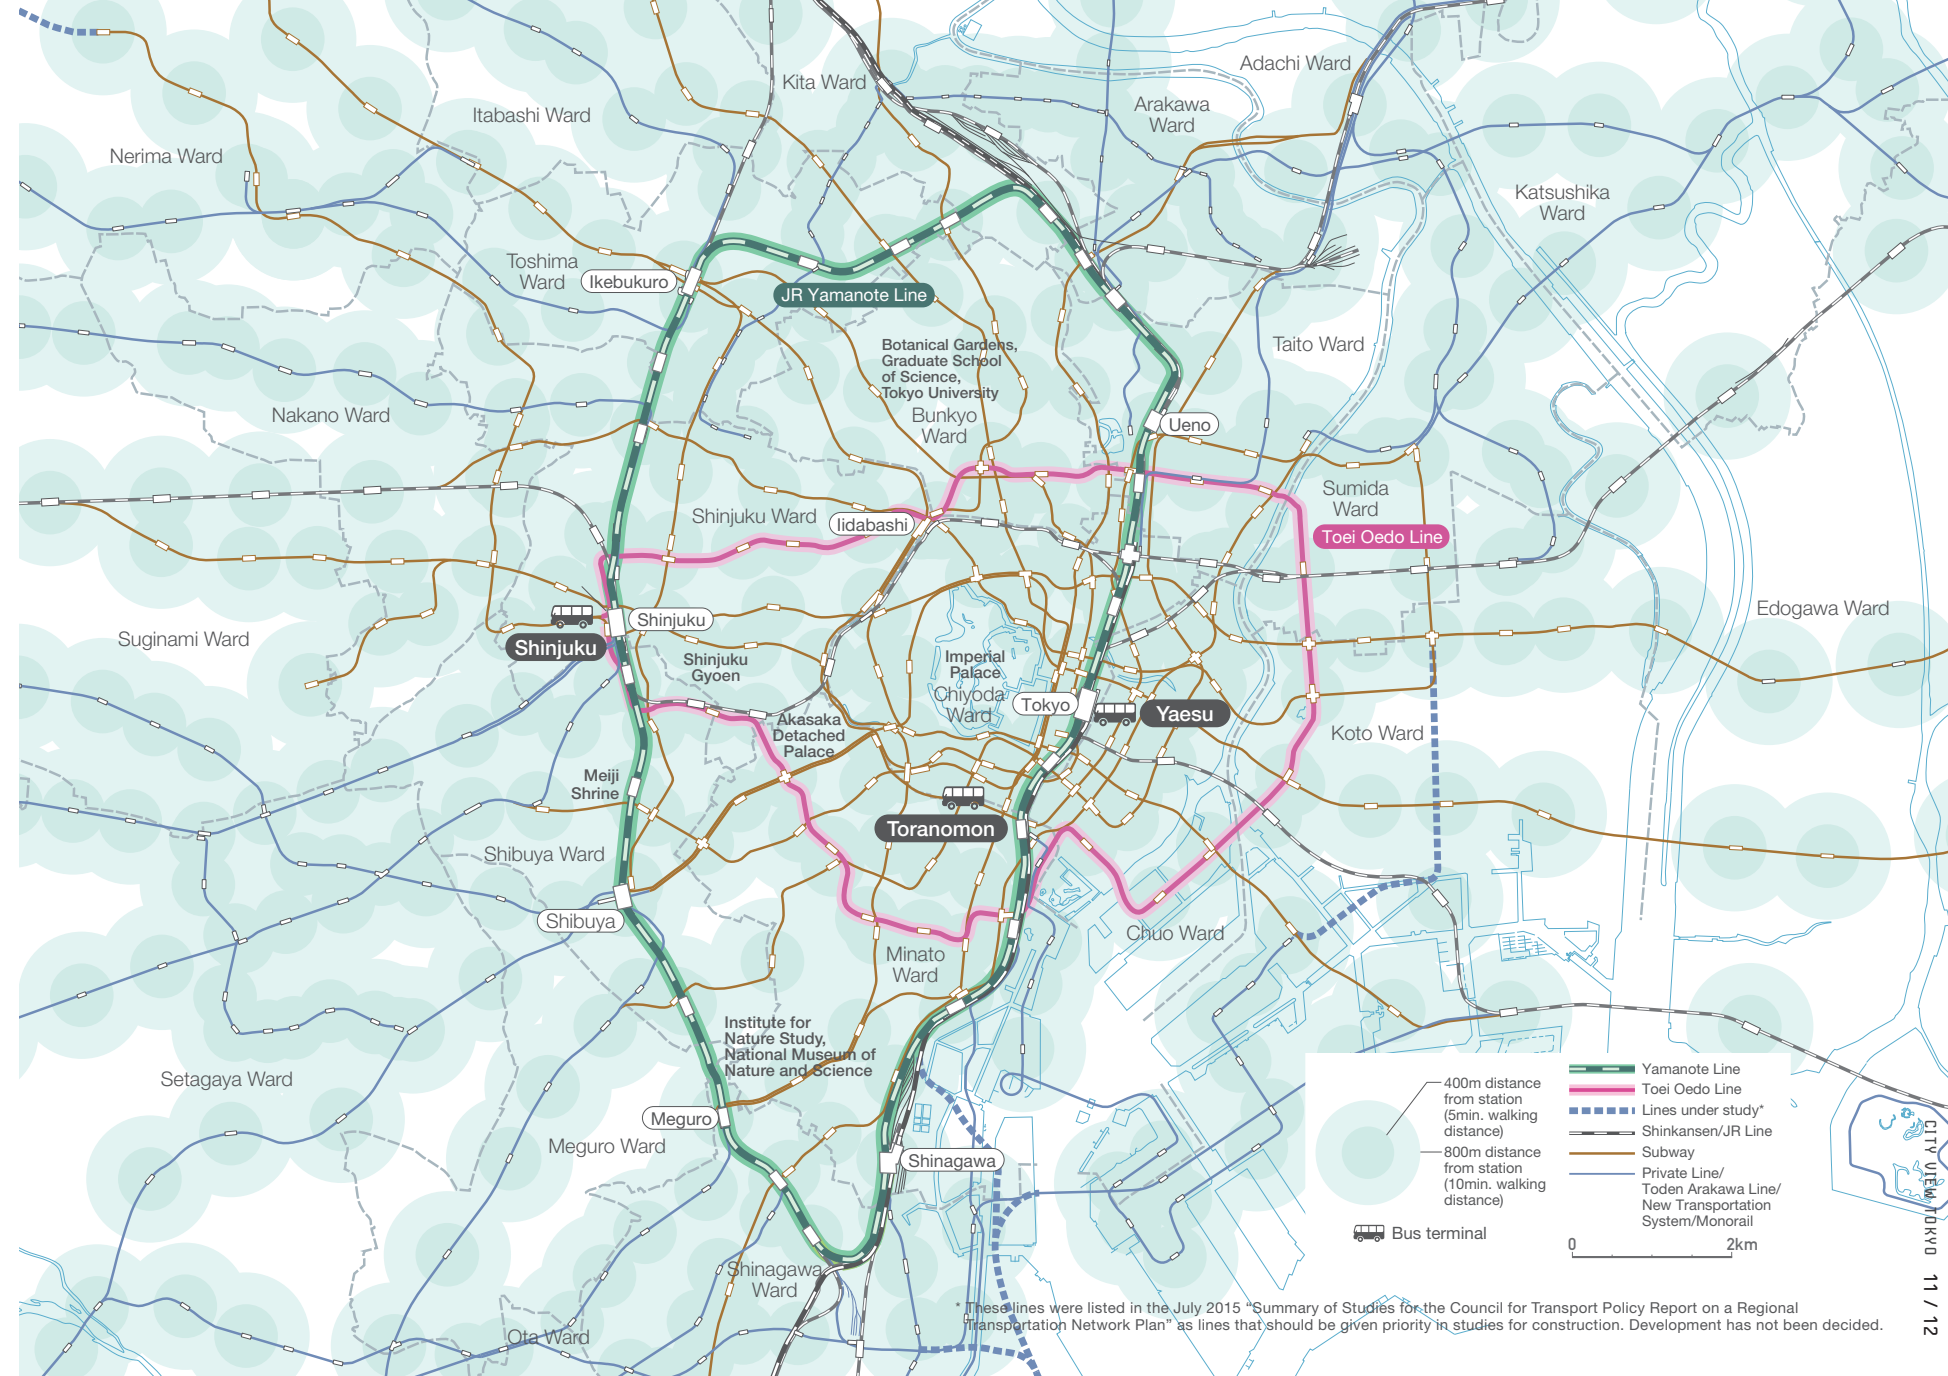 Kita Ward
Adachi Ward
Arakawa
Ward
Itabashi Ward
Nerima Ward
Katsushika
Ward
Toshima
Ward
Ikebukuro
JR Yamanote Line
Taito Ward
Botanical Gardens,
Graduate School
of Science,
Tokyo University
Nakano Ward
Bunkyo
Ward
Ueno
Sumida
Ward
Shinjuku Ward
Iidabashi
Toei Oedo Line
Edogawa Ward
Suginami Ward
Shinjuku
Shinjuku
Shinjuku
Gyoen
Imperial
Palace
Chiyoda
Ward
Tokyo
Yaesu
Akasaka
Detached
Palace
Koto Ward
Meiji
Shrine
Toranomon
Shibuya Ward
Shibuya
Chuo Ward
Minato
Ward
Institute for
Nature Study,
National Museum of
Nature and Science
Setagaya Ward
Meguro
Meguro Ward
Shinagawa
Shinagawa
Ward
Ota Ward
400m distance
from station
(5min. walking
distance)
800m distance
from station
(10min. walking
distance)
Bus terminal
Yamanote Line
Toei Oedo Line
Lines under study*
Shinkansen/JR Line
Subway
Private Line/
Toden Arakawa Line/
New Transportation
System/Monorail
0 2km
* These lines were listed in the July 2015 “Summary of Studies for the Council for Transport Policy Report on a Regional
Transportation Network Plan” as lines that should be given priority in studies for construction. Development has not been decided.
CITY VIEW TOKYO 11 / 12